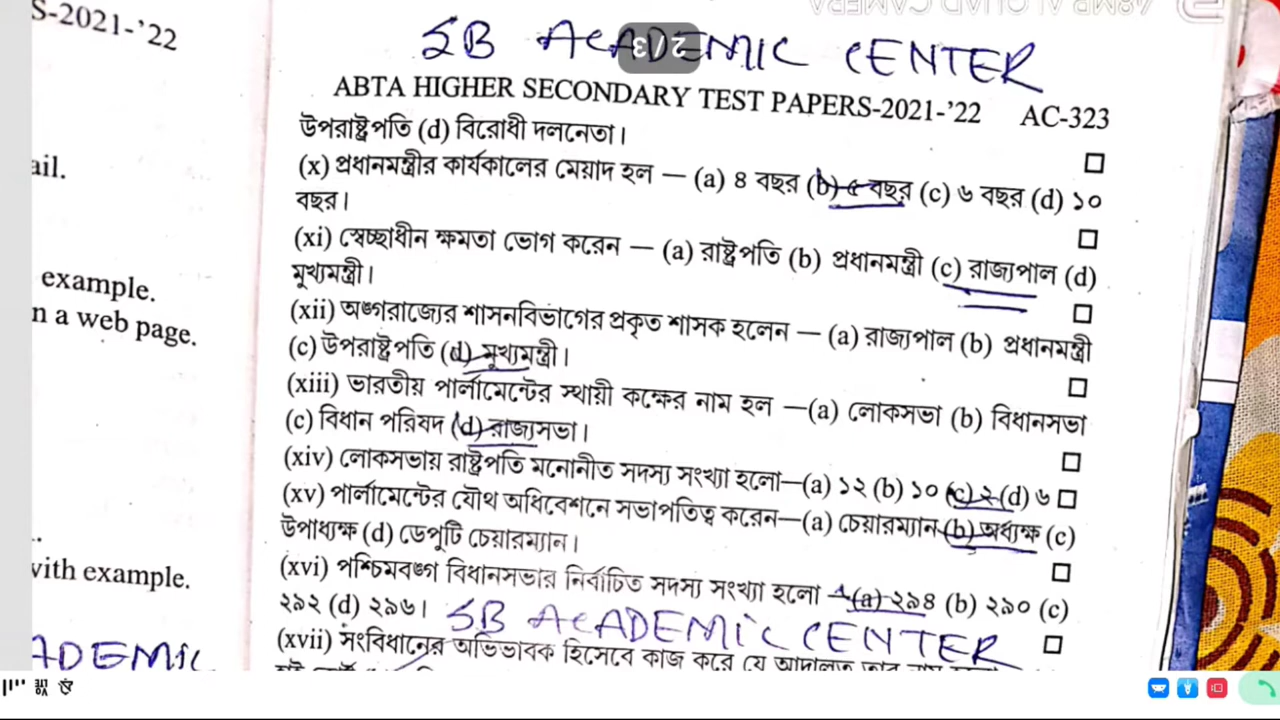 S-2021-'22
SB ACADEMIC CENTER
2/3
ABTA HIGHER SECONDARY TEST PAPERS-2021-'22 AC-323
উপরাষ্ট্রপতি (d) বিরোধী দলনেতা। □
(x) প্রধানমন্ত্রীর কার্যকালের মেয়াদ হল — (a) ৪ বছর (b) ৫ বছর (c) ৬ বছর (d) ১০
বছর। □
(xi) স্বেচ্ছাধীন ক্ষমতা ভোগ করেন — (a) রাষ্ট্রপতি (b) প্রধানমন্ত্রী (c) রাজ্যপাল (d)
মুখ্যমন্ত্রী। □
(xii) অঙ্গরাজ্যের শাসনবিভাগের প্রকৃত শাসক হলেন — (a) রাজ্যপাল (b) প্রধানমন্ত্রী
(c) উপরাষ্ট্রপতি (d) মুখ্যমন্ত্রী। □
(xiii) ভারতীয় পার্লামেন্টের স্থায়ী কক্ষের নাম হল —(a) লোকসভা (b) বিধানসভা
(c) বিধান পরিষদ (d) রাজ্যসভা। □
(xiv) লোকসভায় রাষ্ট্রপতি মনোনীত সদস্য সংখ্যা হলো—(a) ১২ (b) ১০ (c) ২ (d) ৬ □
(xv) পার্লামেন্টের যৌথ অধিবেশনে সভাপতিত্ব করেন—(a) চেয়ারম্যান (b) অধ্যক্ষ (c)
উপাধ্যক্ষ (d) ডেপুটি চেয়ারম্যান। □
(xvi) পশ্চিমবঙ্গ বিধানসভার নির্বাচিত সদস্য সংখ্যা হলো —(a) ২৯৪ (b) ২৯০ (c)
২৯২ (d) ২৯৬। □
SB ACADEMIC CENTER
(xvii) সংবিধানের অভিভাবক হিসেবে কাজ করে যে আদালত তার নাম
ail.
example.
n a web page.
with example.
ADEMIC